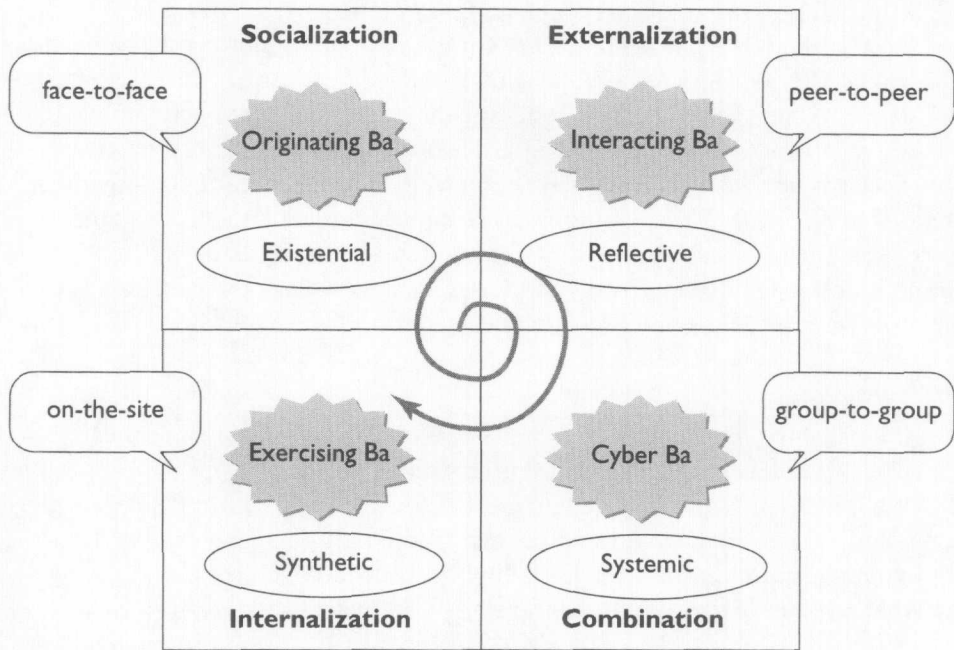 Socialization
Externalization
face-to-face
peer-to-peer
Originating Ba
Interacting Ba
Existential
Reflective
on-the-site
group-to-group
Exercising Ba
Cyber Ba
Synthetic
Systemic
Internalization
Combination